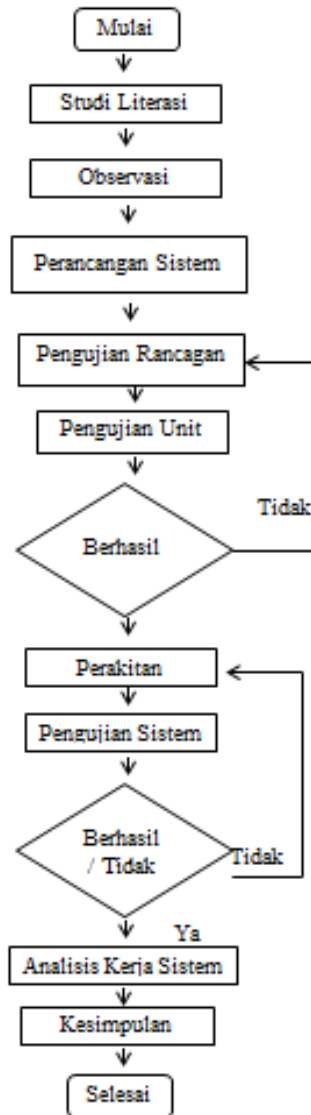 Mulai
Studi Literasi
Observasi
Perancangan Sistem
Pengujian Rancagan
Pengujian Unit
Tidak
Berhasil
Perakitan
Pengujian Sistem
Berhasil
/ Tidak
Tidak
Ya
Analisis Kerja Sistem
Kesimpulan
Selesai